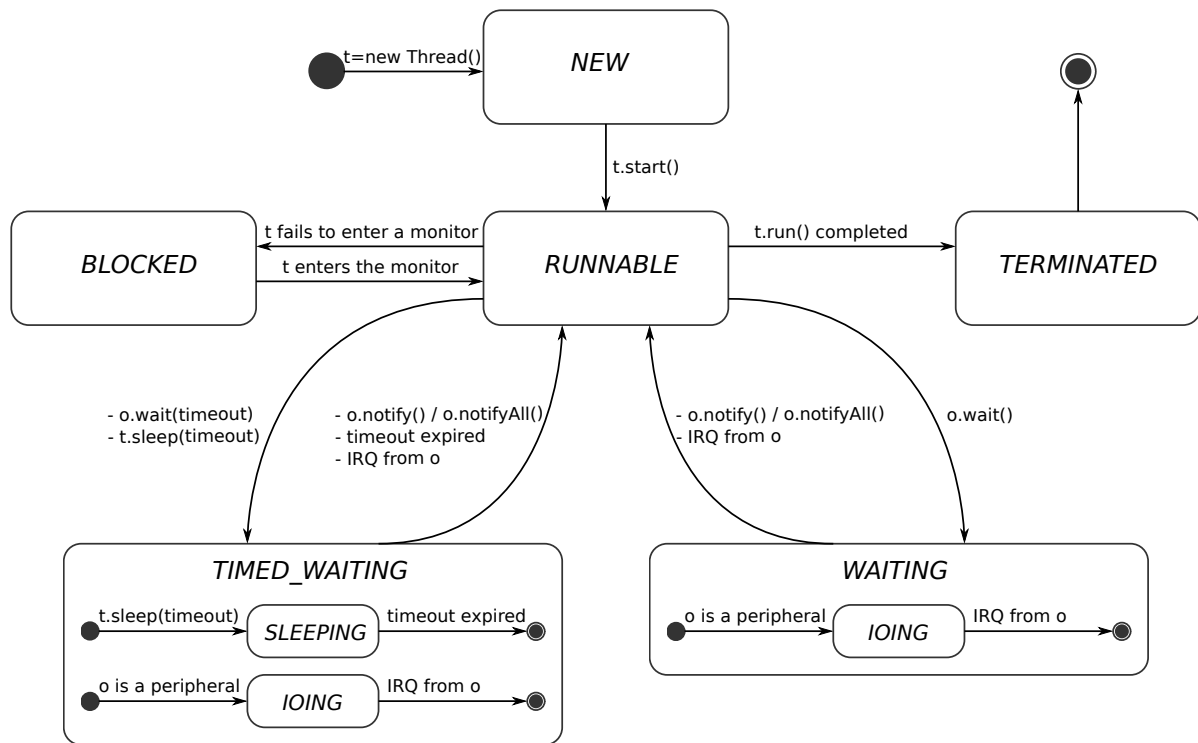 t=new Thread()
NEW
t.start()
BLOCKED
t fails to enter a monitor
t enters the monitor
RUNNABLE
t.run() completed
TERMINATED
- o.wait(timeout)
- t.sleep(timeout)
- o.notify() / o.notifyAll()
- timeout expired
- IRQ from o
- o.notify() / o.notifyAll()
- IRQ from o
o.wait()
TIMED_WAITING
t.sleep(timeout)
SLEEPING
timeout expired
o is a peripheral
IOING
IRQ from o
WAITING
o is a peripheral
IOING
IRQ from o